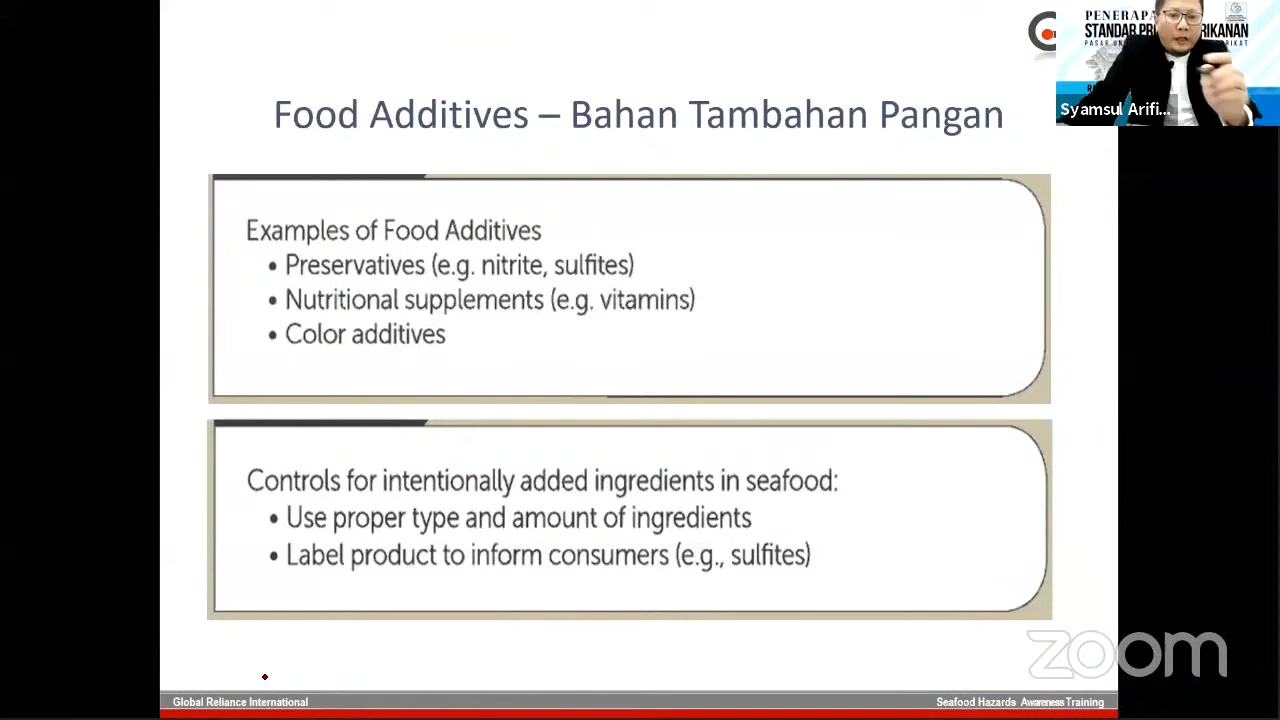 PENERAPA
STANDAR PR RIKANAN
Syamsul Arifi...
Food Additives – Bahan Tambahan Pangan
Examples of Food Additives
• Preservatives (e.g. nitrite, sulfites)
• Nutritional supplements (e.g. vitamins)
• Color additives
Controls for intentionally added ingredients in seafood:
• Use proper type and amount of ingredients
• Label product to inform consumers (e.g., sulfites)
zoom
Global Reliance International
Seafood Hazards Awareness Training